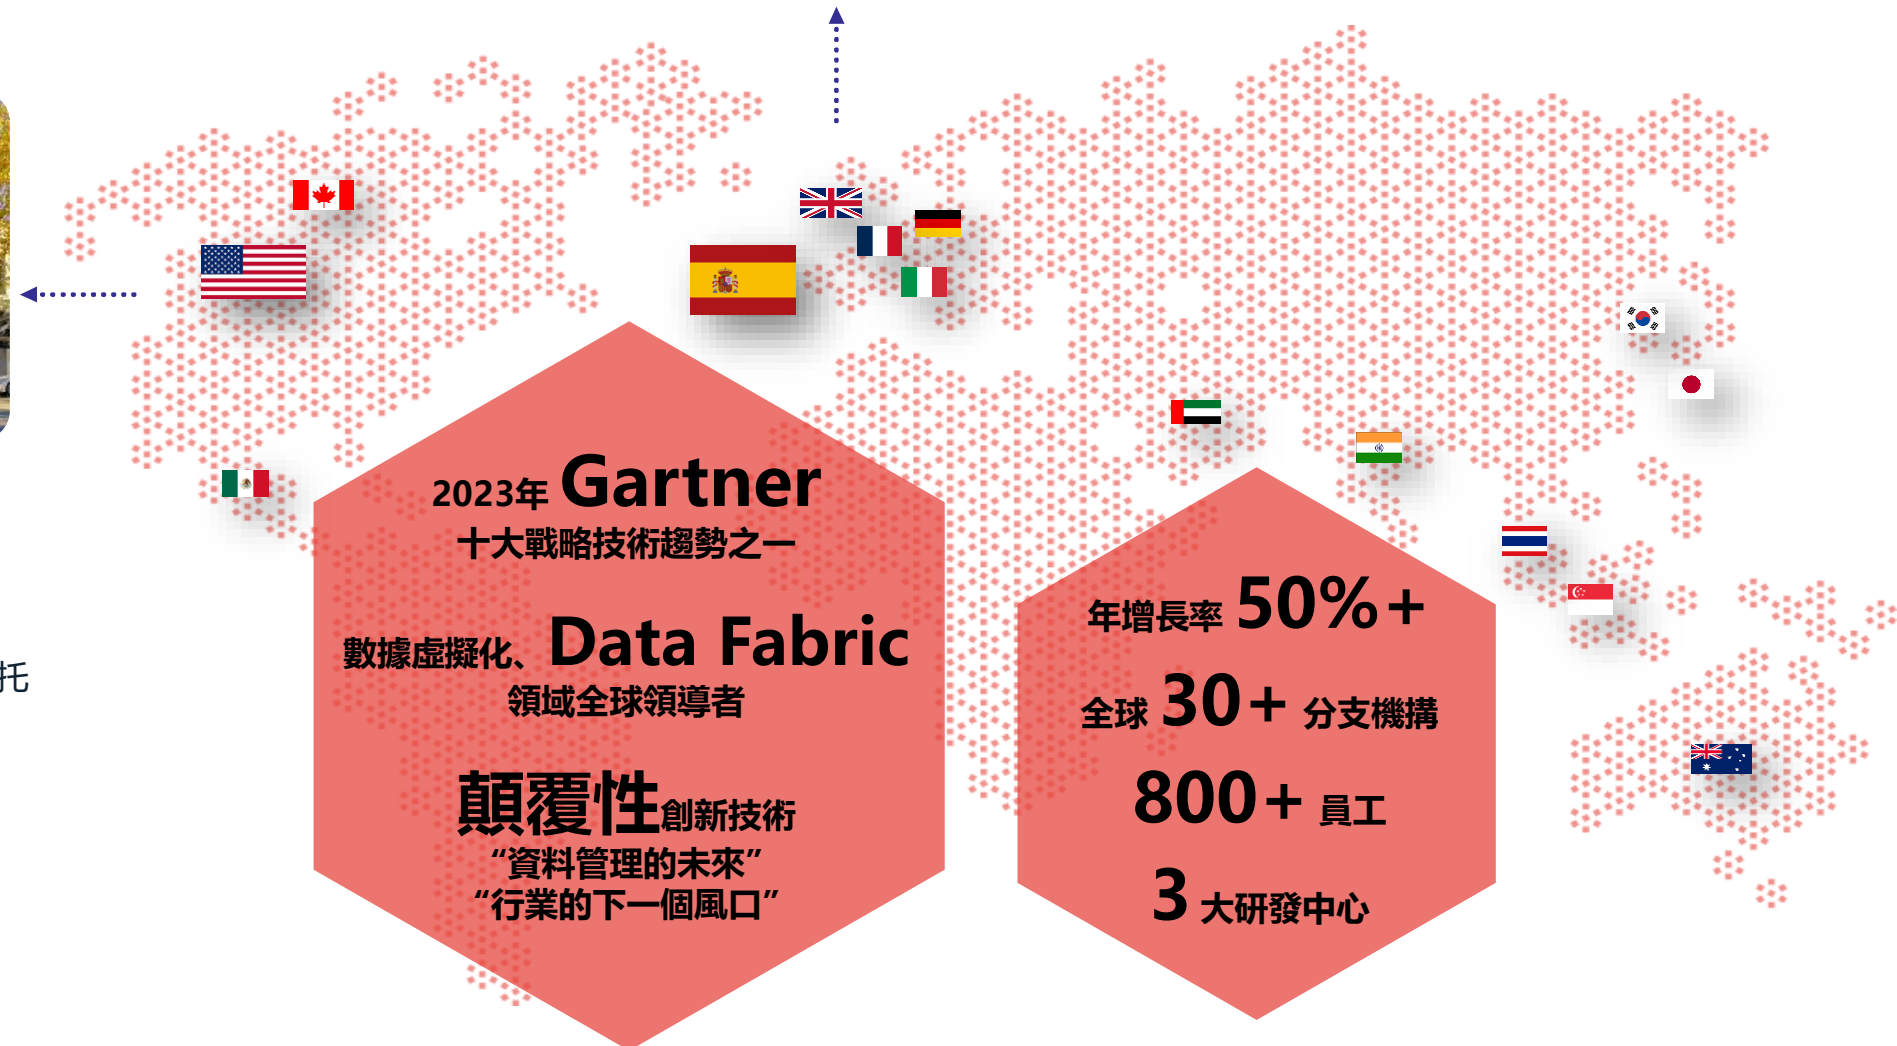 托
2023年 Gartner
十大戰略技術趨勢之一
數據虛擬化、Data Fabric
領域全球領導者
顛覆性創新技術
“資料管理的未來”
“行業的下一個風口”
年增長率 50%+
全球 30+ 分支機搆
800+ 員工
3 大研發中心